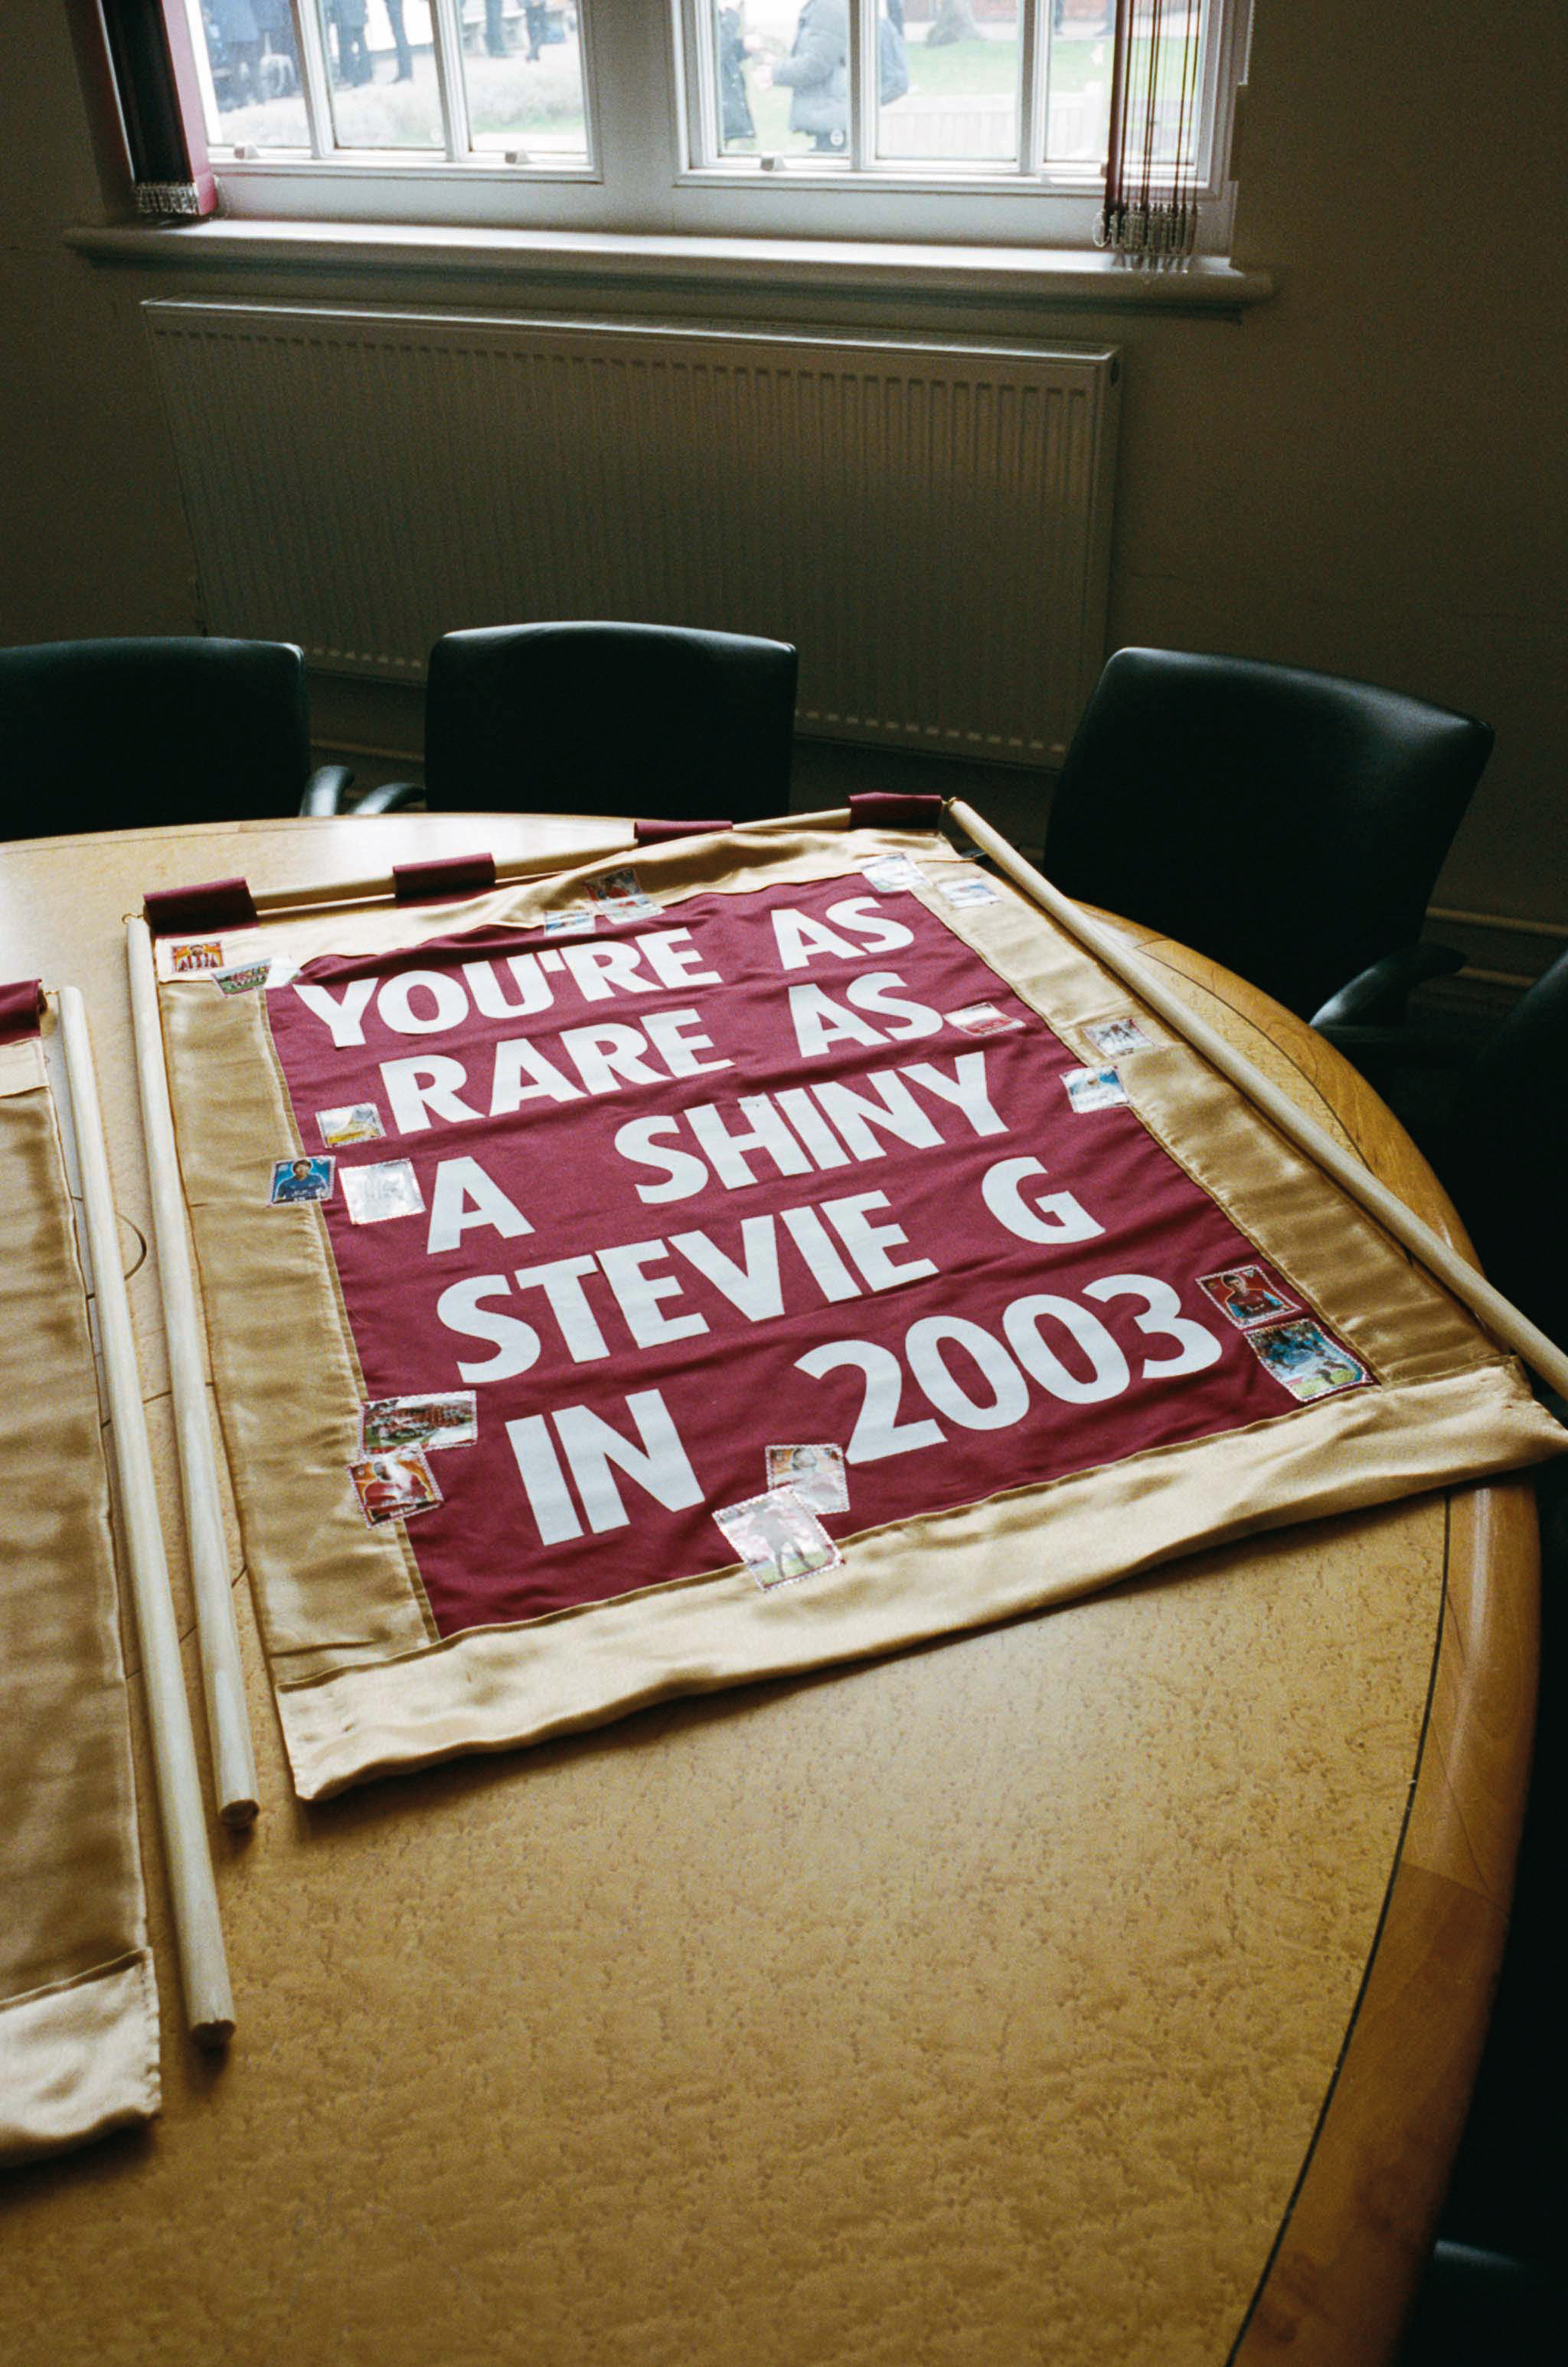 YOU'RE AS
RARE AS
A SHINY
STEVIE G
IN 2003